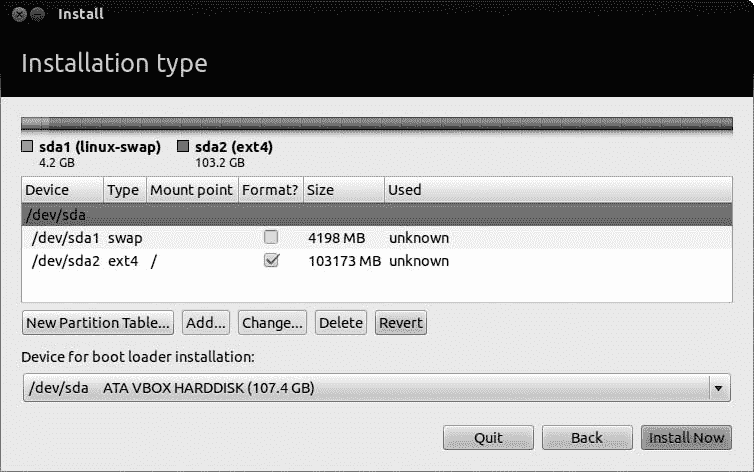 Install
Installation type
sda1 (linux-swap) sda2 (ext4)
4.2 GB 103.2 GB
Device Type Mount point Format? Size Used
/dev/sda
/dev/sda1 swap 4198 MB unknown
/dev/sda2 ext4 / 103173 MB unknown
New Partition Table... Add... Change... Delete Revert
Device for boot loader installation:
/dev/sda ATA VBOX HARDDISK (107.4 GB)
Quit Back Install Now